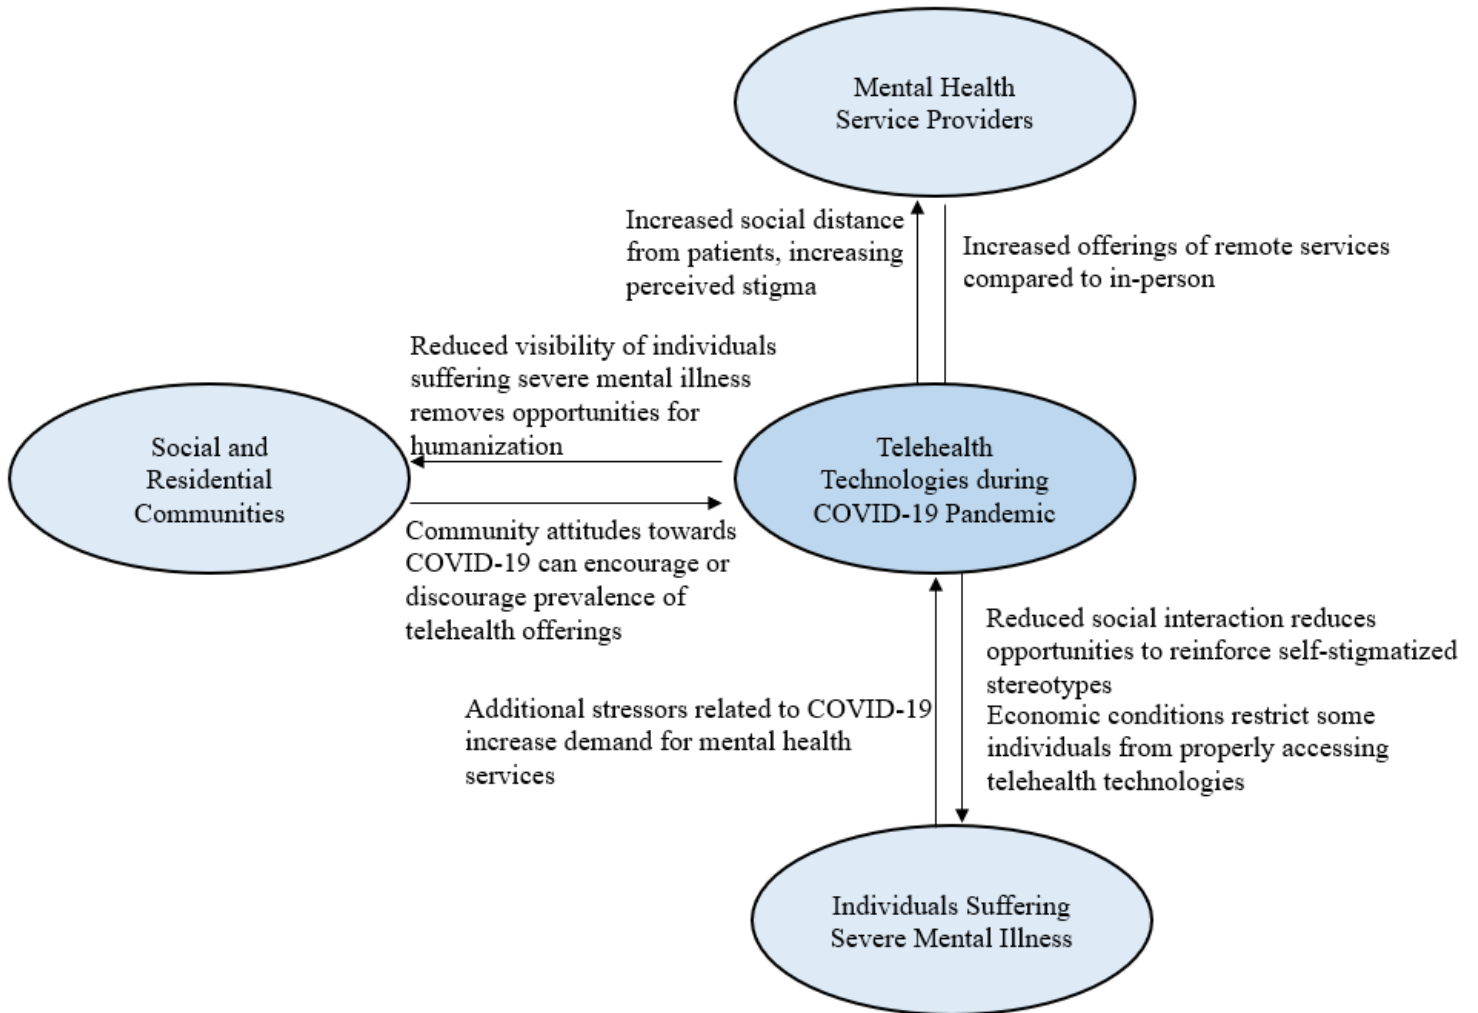 Mental Health
Service Providers
Increased social distance
from patients, increasing
perceived stigma
Increased offerings of remote services
compared to in-person
Reduced visibility of individuals
suffering severe mental illness
removes opportunities for
humanization
Social and
Residential
Communities
Telehealth
Technologies during
COVID-19 Pandemic
Community attitudes towards
COVID-19 can encourage or
discourage prevalence of
telehealth offerings
Reduced social interaction reduces
opportunities to reinforce self-stigmatized
stereotypes
Economic conditions restrict some
individuals from properly accessing
telehealth technologies
Additional stressors related to COVID-19
increase demand for mental health
services
Individuals Suffering
Severe Mental Illness